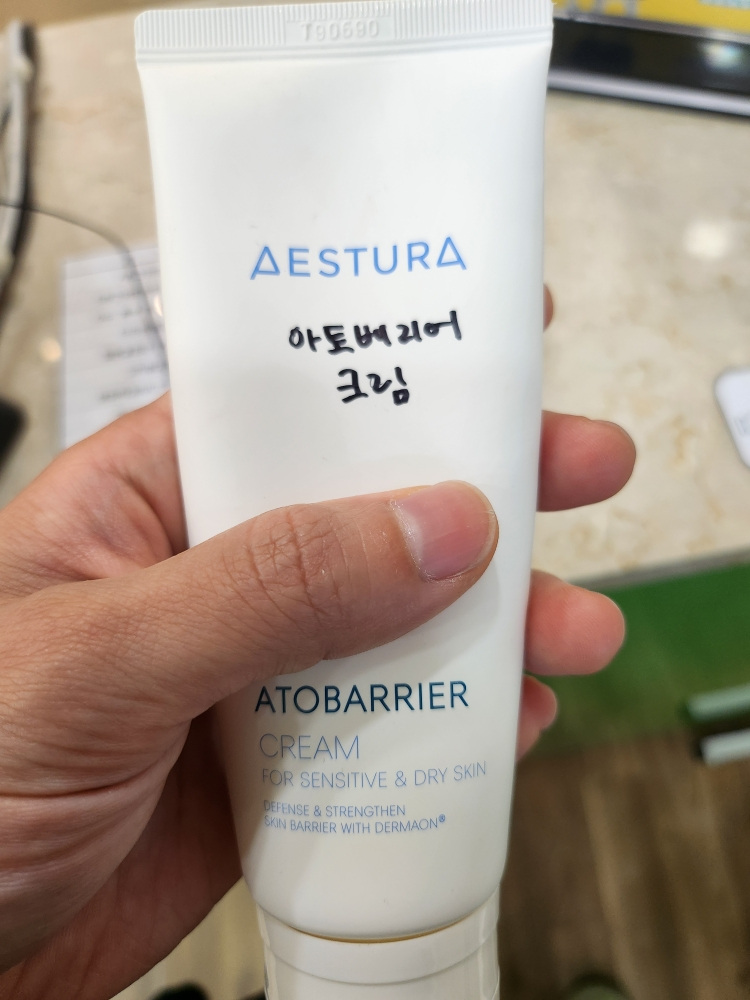 T90690
AESTURA
아토베리어
크림
ATOBARRIER
CREAM
FOR SENSITIVE & DRY SKIN
DEFENSE & STRENGTHEN
SKIN BARRIER WITH DERMAON®